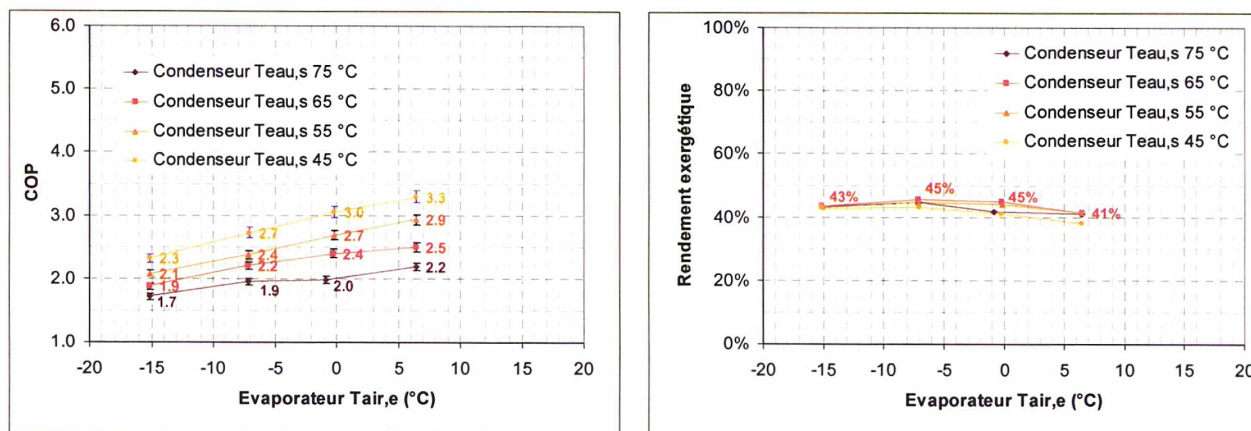 6.0
5.0
4.0
3.0
2.0
1.0
COP
Condenseur Teau,s 75 °C
Condenseur Teau,s 65 °C
Condenseur Teau,s 55 °C
Condenseur Teau,s 45 °C
2.3
2.7
3.0
3.3
2.1
2.4
2.7
2.9
1.9
2.2
2.4
2.5
1.7
1.9
2.0
2.2
-20 -15 -10 -5 0 5 10 15 20
Evaporateur Tair,e (°C)
100%
80%
60%
40%
20%
0%
Rendement exergétique
Condenseur Teau,s 75 °C
Condenseur Teau,s 65 °C
Condenseur Teau,s 55 °C
Condenseur Teau,s 45 °C
43%
45%
45%
41%
-20 -15 -10 -5 0 5 10 15 20
Evaporateur Tair,e (°C)